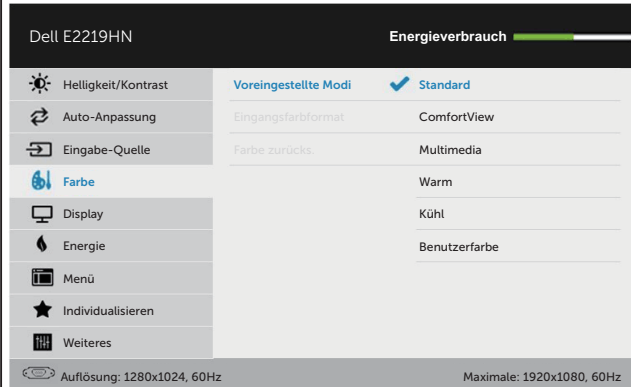 Dell E2219HN
Energieverbrauch
Helligkeit/Kontrast
Voreingestellte Modi
Standard
Auto-Anpassung
Eingangsfarbformat
ComfortView
Eingabe-Quelle
Farbe zurücks.
Multimedia
Farbe
Warm
Display
Kühl
Energie
Benutzerfarbe
Menü
Individualisieren
Weiteres
Auflösung: 1280x1024, 60Hz
Maximale: 1920x1080, 60Hz